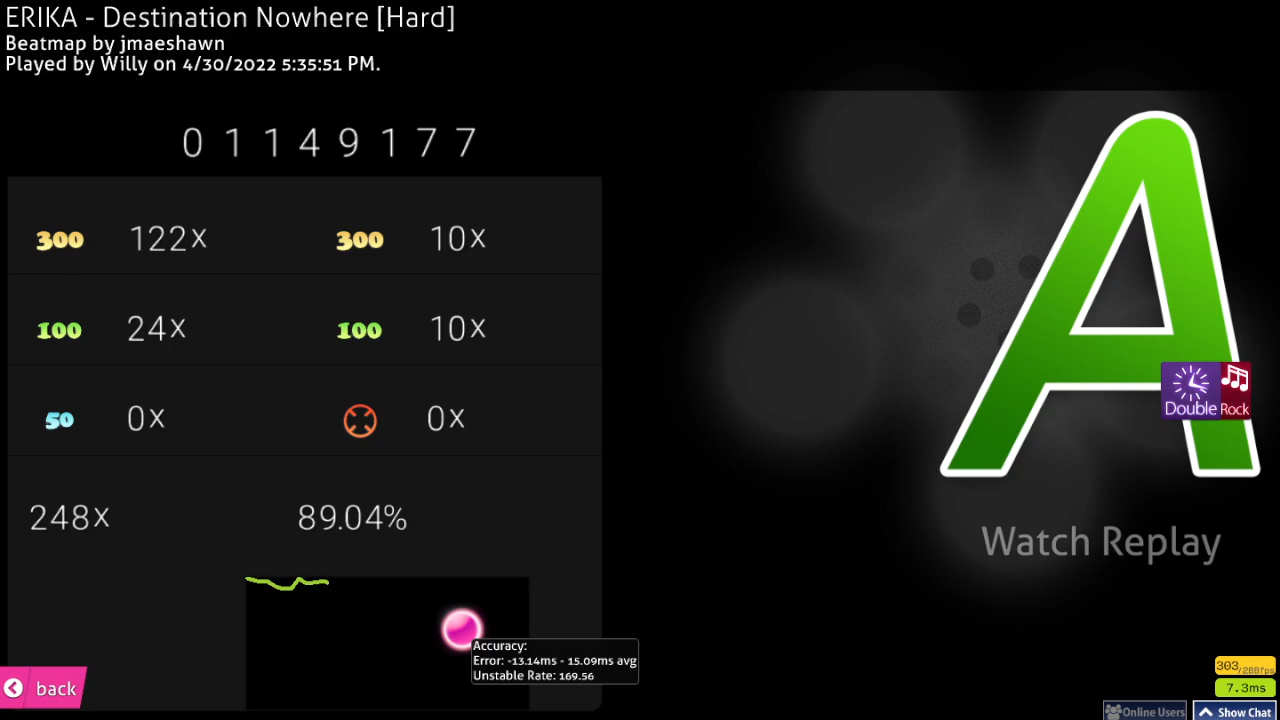 ERIKA - Destination Nowhere [Hard]
Beatmap by jmaeshawn
Played by Willy on 4/30/2022 5:35:51 PM.
01149177
300 122x 300 10x
100 24x 100 10x
50 0x 0x
248x 89.04%
Double Rock
Watch Replay
Accuracy:
Error: -13.14ms - 15.09ms avg
Unstable Rate: 169.56
back
303/288fps
7.3ms
Online Users
Show Chat